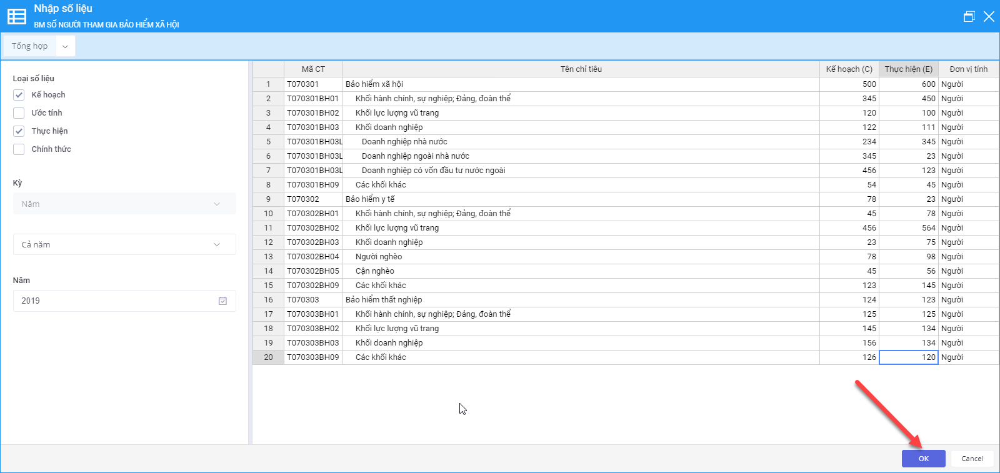 Nhập số liệu
BM SỐ NGƯỜI THAM GIA BẢO HIỂM XÃ HỘI
Tổng hợp
Loại số liệu
Kế hoạch
Ước tính
Thực hiện
Chính thức
Kỳ
Năm
Cả năm
Năm
2019
Mã CT Tên chỉ tiêu Kế hoạch (C) Thực hiện (E) Đơn vị tính
1 T070301 Bảo hiểm xã hội 500 600 Người
2 T070301BH01 Khối hành chính, sự nghiệp; Đảng, đoàn thể 345 450 Người
3 T070301BH02 Khối lực lượng vũ trang 120 100 Người
4 T070301BH03 Khối doanh nghiệp 122 111 Người
5 T070301BH03L Doanh nghiệp nhà nước 234 345 Người
6 T070301BH03L Doanh nghiệp ngoài nhà nước 345 23 Người
7 T070301BH03L Doanh nghiệp có vốn đầu tư nước ngoài 456 123 Người
8 T070301BH09 Các khối khác 54 45 Người
9 T070302 Bảo hiểm y tế 78 23 Người
10 T070302BH01 Khối hành chính, sự nghiệp; Đảng, đoàn thể 45 78 Người
11 T070302BH02 Khối lực lượng vũ trang 456 564 Người
12 T070302BH03 Khối doanh nghiệp 23 75 Người
13 T070302BH04 Người nghèo 78 98 Người
14 T070302BH05 Cận nghèo 45 56 Người
15 T070302BH09 Các khối khác 123 145 Người
16 T070303 Bảo hiểm thất nghiệp 124 123 Người
17 T070303BH01 Khối hành chính, sự nghiệp; Đảng, đoàn thể 125 125 Người
18 T070303BH02 Khối lực lượng vũ trang 145 134 Người
19 T070303BH03 Khối doanh nghiệp 156 134 Người
20 T070303BH09 Các khối khác 126 120 Người
OK Cancel